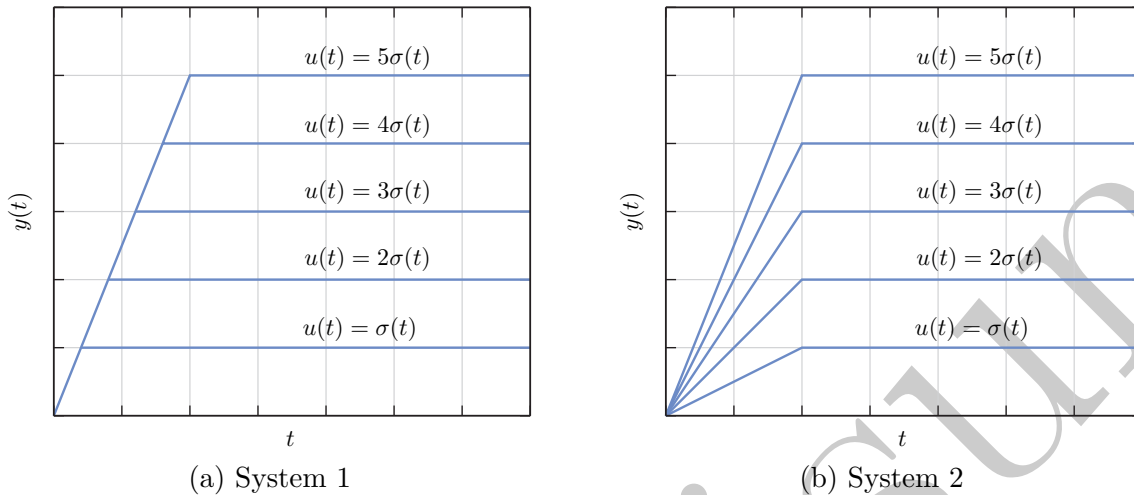 u(t) = 5σ(t)
u(t) = 4σ(t)
u(t) = 3σ(t)
u(t) = 2σ(t)
u(t) = σ(t)
y(t)
t
(a) System 1
u(t) = 5σ(t)
u(t) = 4σ(t)
u(t) = 3σ(t)
u(t) = 2σ(t)
u(t) = σ(t)
y(t)
t
(b) System 2